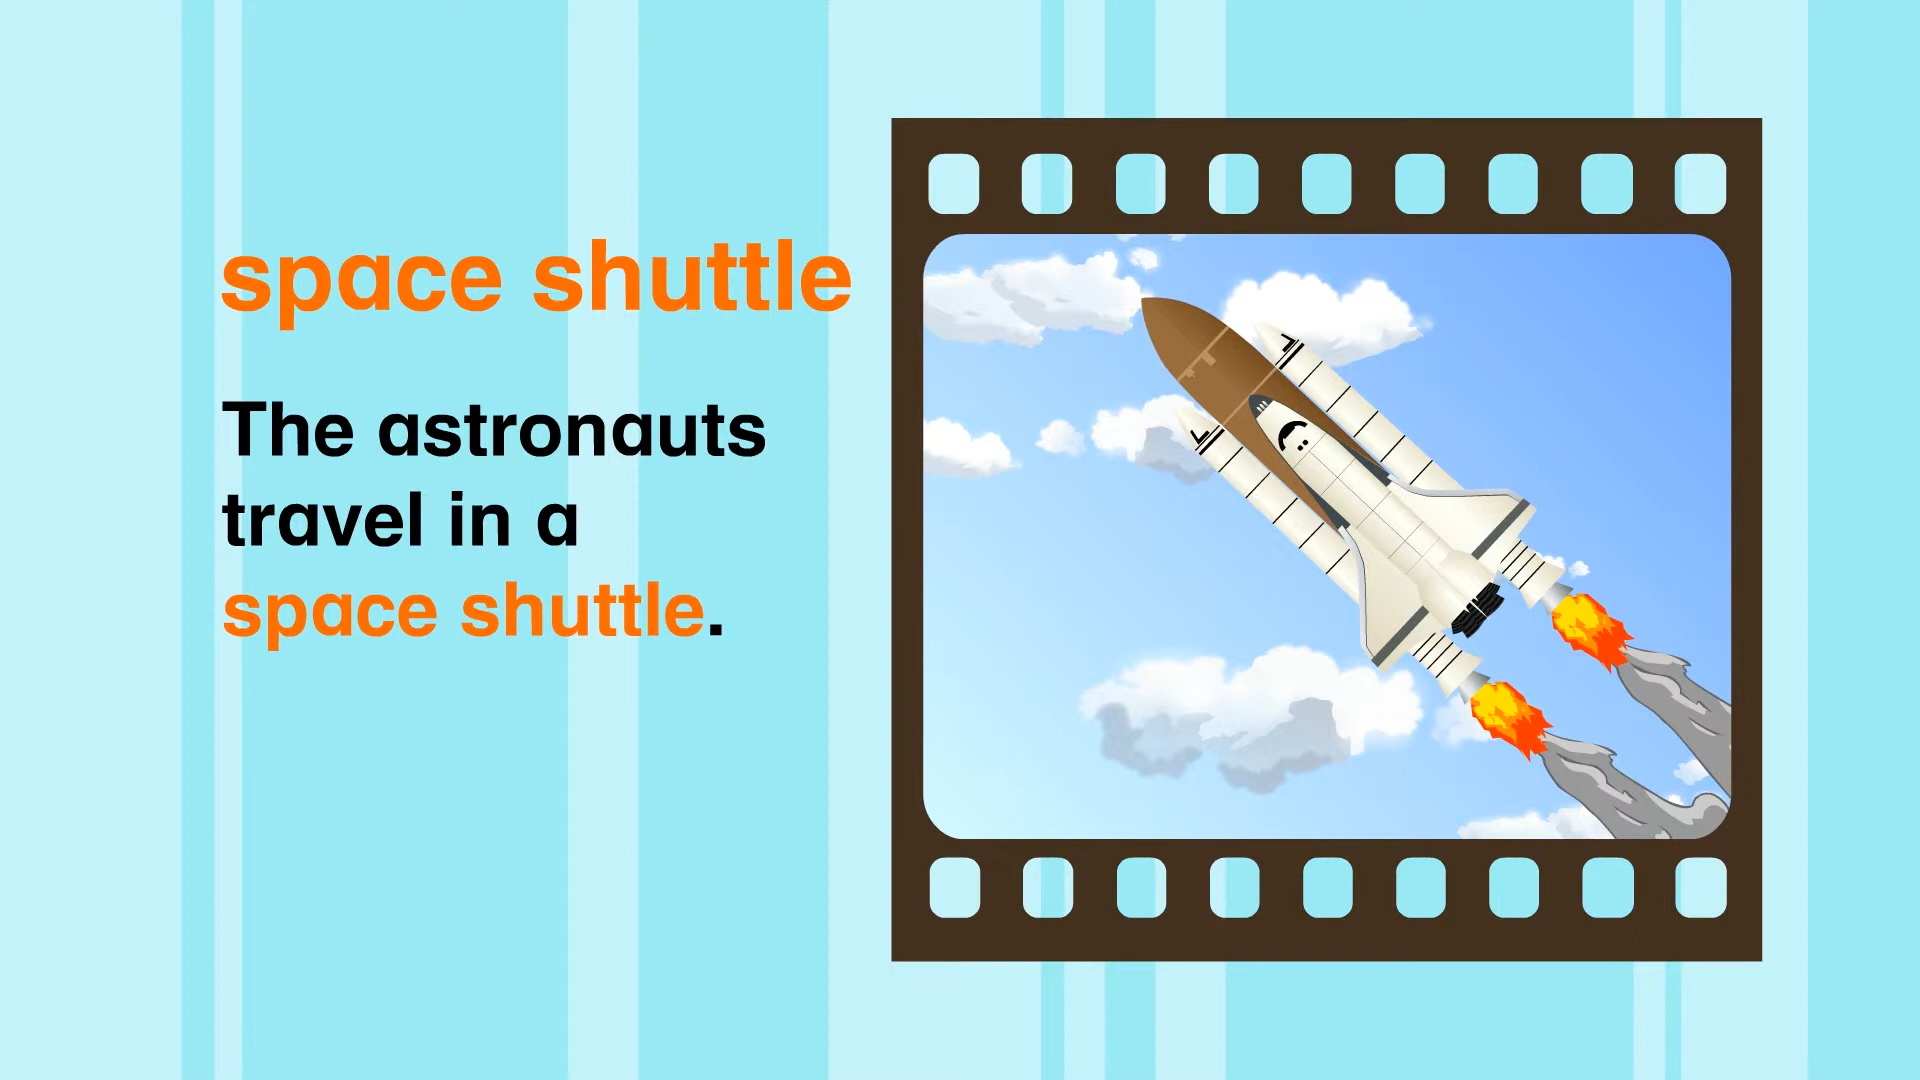 space shuttle
The astronauts
travel in a
space shuttle.